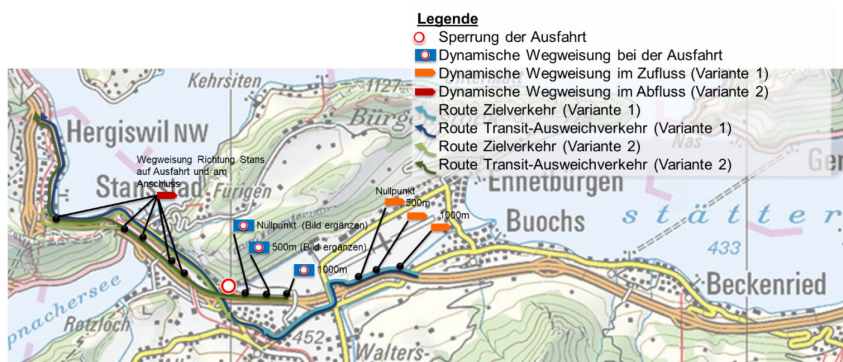 Legende
Sperrung der Ausfahrt
Dynamische Wegweisung bei der Ausfahrt
Dynamische Wegweisung im Zufluss (Variante 1)
Dynamische Wegweisung im Abfluss (Variante 2)
Route Zielverkehr (Variante 1)
Route Transit-Ausweichverkehr (Variante 1)
Route Zielverkehr (Variante 2)
Route Transit-Ausweichverkehr (Variante 2)
Kehrsiten
1127
Hergiswil NW
Wegweisung Richtung Stans
auf Ausfahrt und am
Anschluss
Fürigen
Nullpunkt
500m
1000m
Ennetbürgen
Buochs
Nullpunkt (Bild ergänzen)
500m (Bild ergänzen)
1000m
stätter
433
Beckenried
Rotzloch
452
Walters-